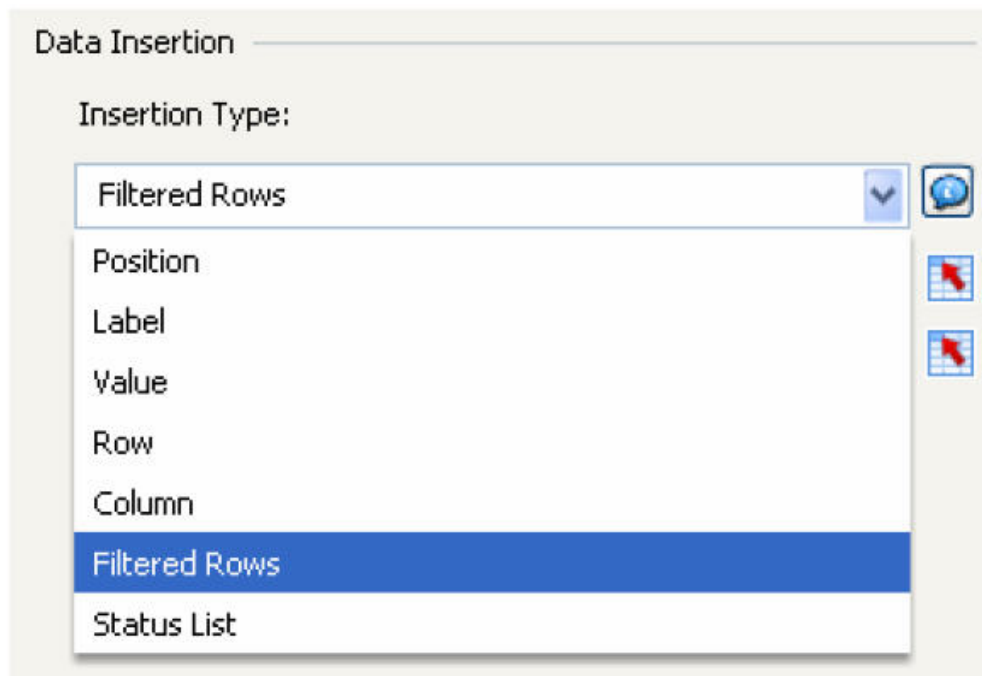 Data Insertion
Insertion Type:
Filtered Rows
Position
Label
Value
Row
Column
Filtered Rows
Status List